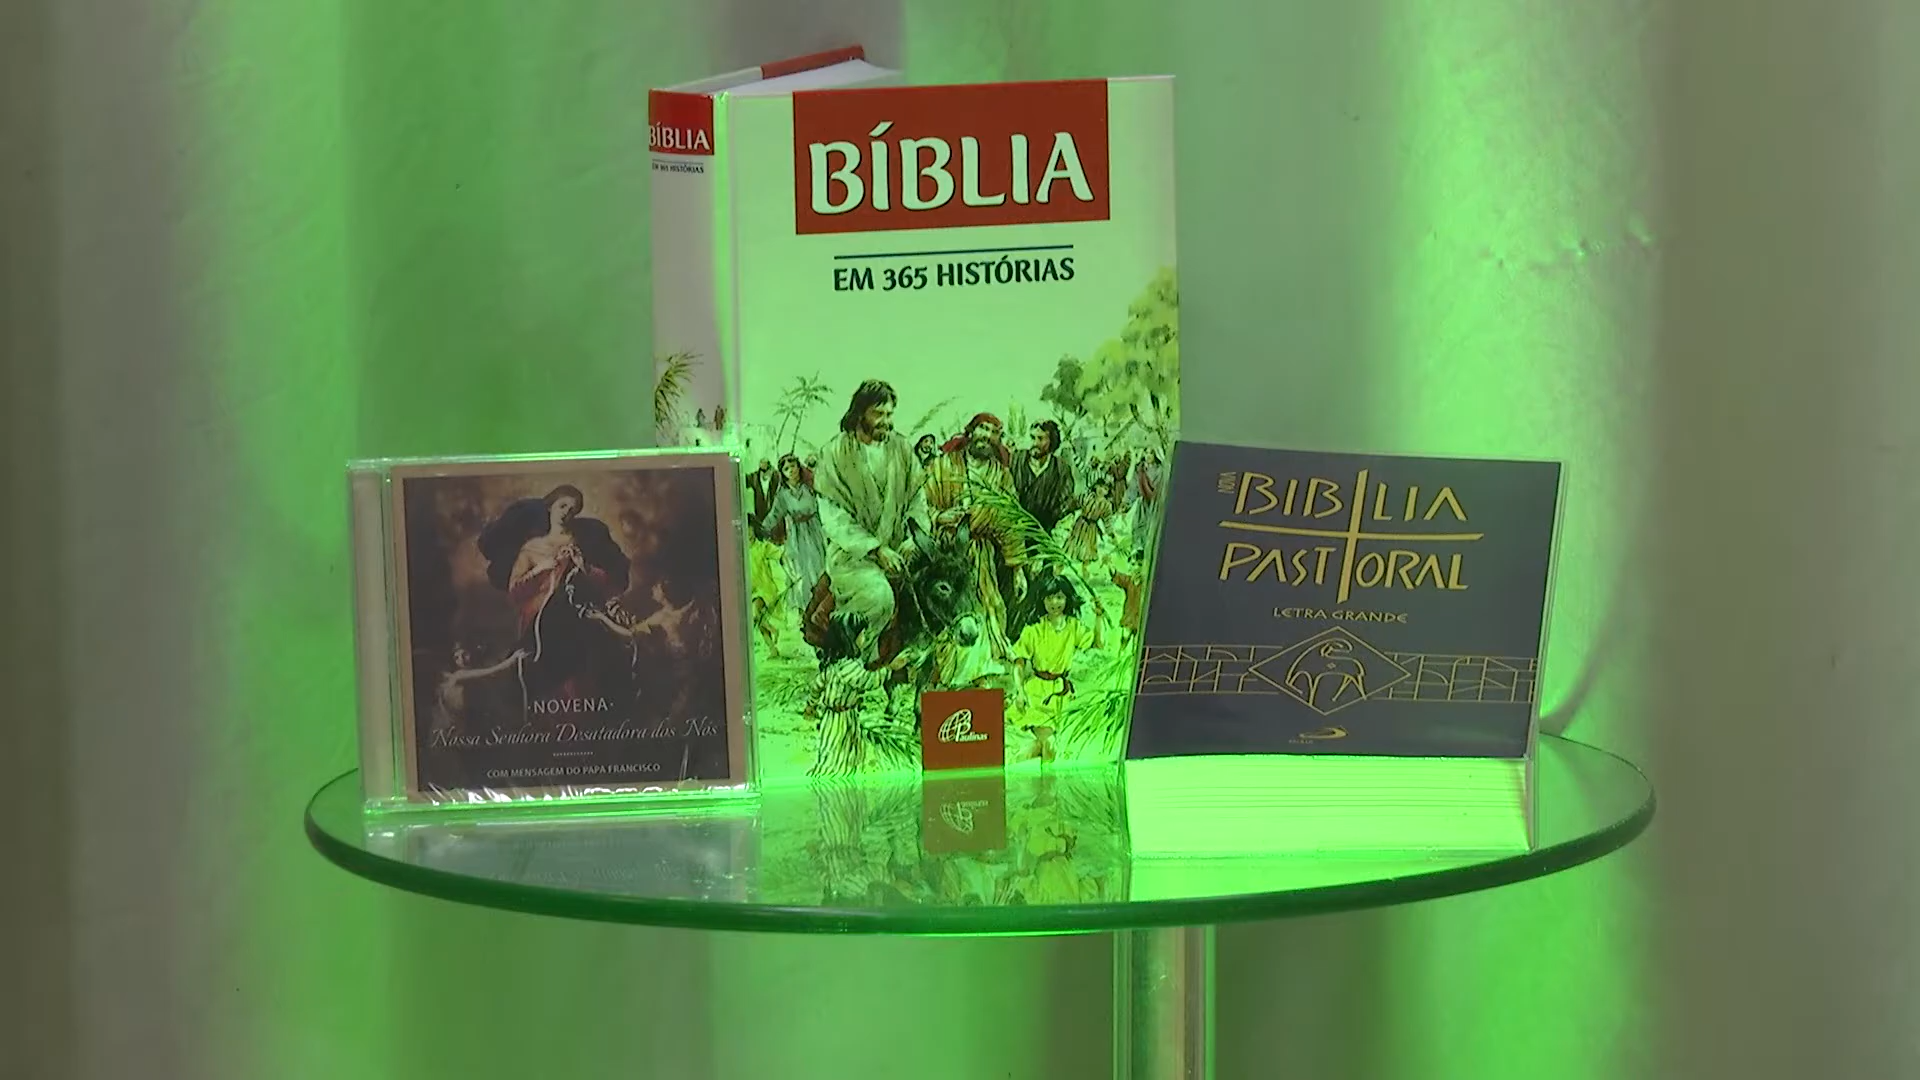 BÍBLIA
EM 365 HISTÓRIAS
BÍBLIA
EM 365 HISTÓRIAS
Paulinas
·NOVENA·
Nossa Senhora Desatadora dos Nós
COM MENSAGEM DO PAPA FRANCISCO
NOVA
BIBLIA
PASTORAL
LETRA GRANDE